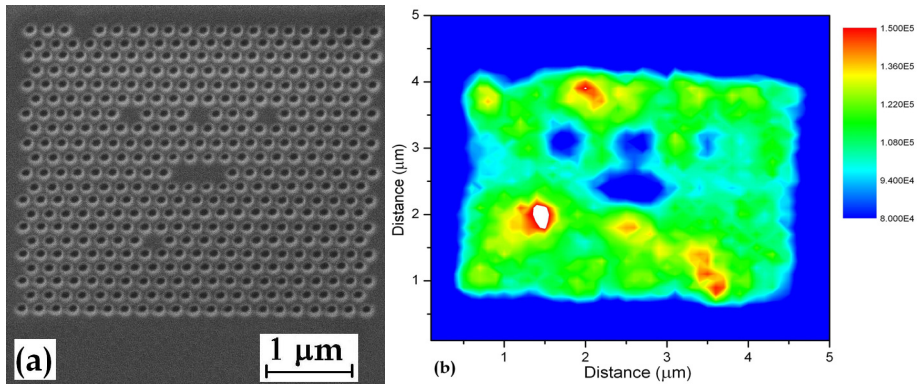 (a)
1 μm
5
4
3
2
1
Distance (μm)
1 2 3 4 5
Distance (μm)
(b)
1.500E5
1.360E5
1.220E5
1.080E5
9.400E4
8.000E4